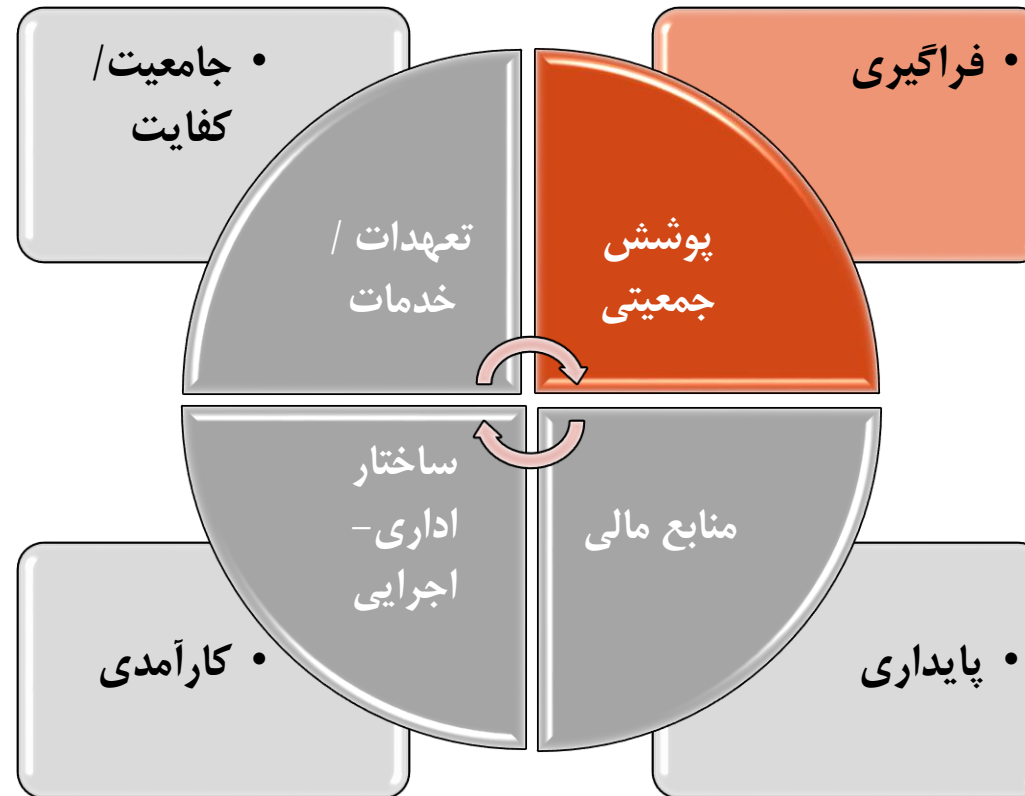 • فراگیری
• جامعیت/
کفایت
پوشش
جمعیتی
تعهدات /
خدمات
منابع مالی
ساختار
اداری-
اجرایی
• پایداری
• کارآمدی